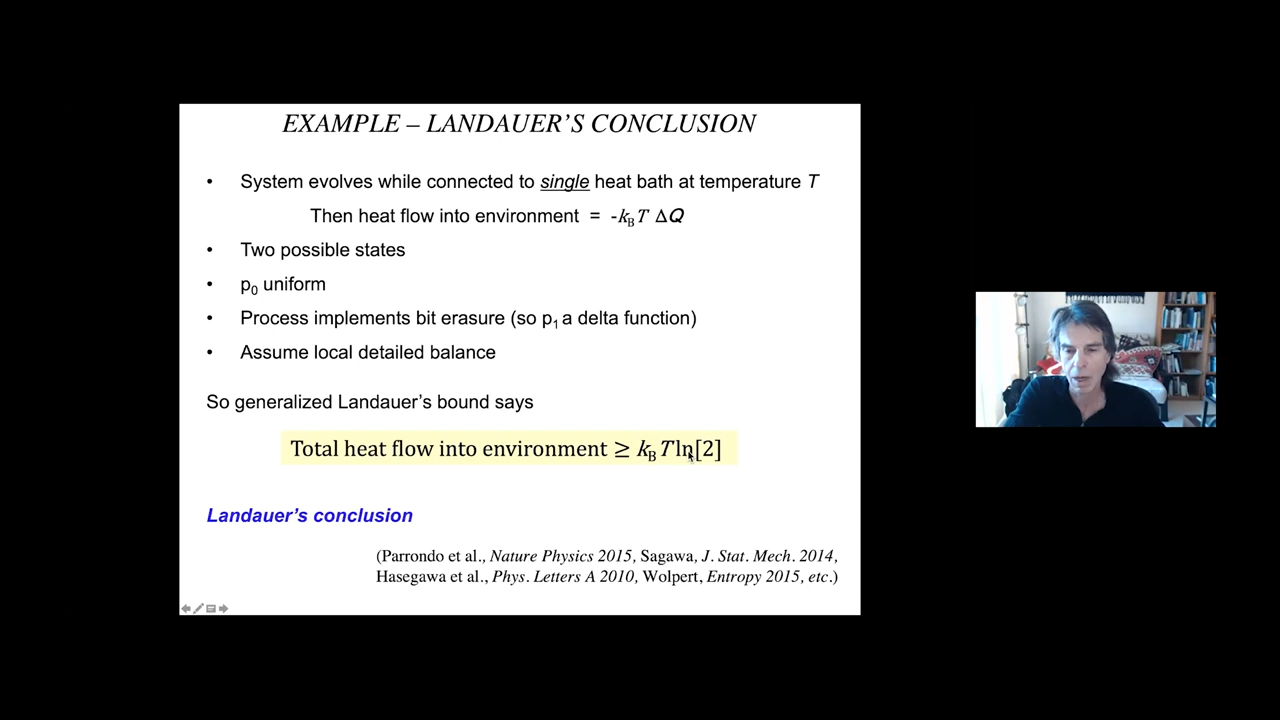 EXAMPLE – LANDAUER'S CONCLUSION
• System evolves while connected to single heat bath at temperature T
Then heat flow into environment = -kBT ΔQ
• Two possible states
• p0 uniform
• Process implements bit erasure (so p1 a delta function)
• Assume local detailed balance
So generalized Landauer's bound says
Total heat flow into environment ≥ kBT ln[2]
Landauer's conclusion
(Parrondo et al., Nature Physics 2015, Sagawa, J. Stat. Mech. 2014,
Hasegawa et al., Phys. Letters A 2010, Wolpert, Entropy 2015, etc.)